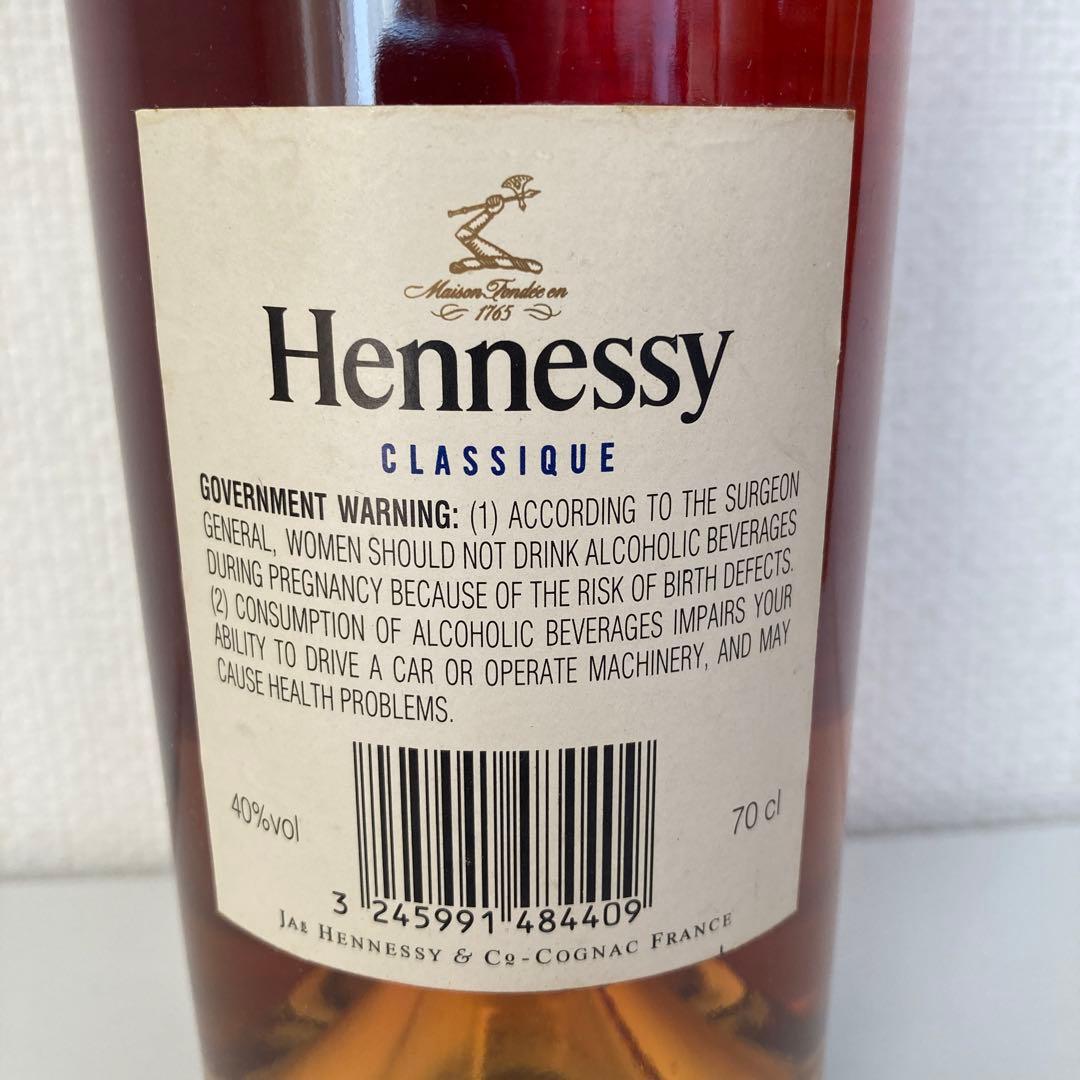 Maison Fondée en
1765
Hennessy
CLASSIQUE
GOVERNMENT WARNING: (1) ACCORDING TO THE SURGEON
GENERAL, WOMEN SHOULD NOT DRINK ALCOHOLIC BEVERAGES
DURING PREGNANCY BECAUSE OF THE RISK OF BIRTH DEFECTS.
(2) CONSUMPTION OF ALCOHOLIC BEVERAGES IMPAIRS YOUR
ABILITY TO DRIVE A CAR OR OPERATE MACHINERY, AND MAY
CAUSE HEALTH PROBLEMS.
40%vol
70 cl
3 245991 484409
JAS HENNESSY & Cº - COGNAC FRANCE